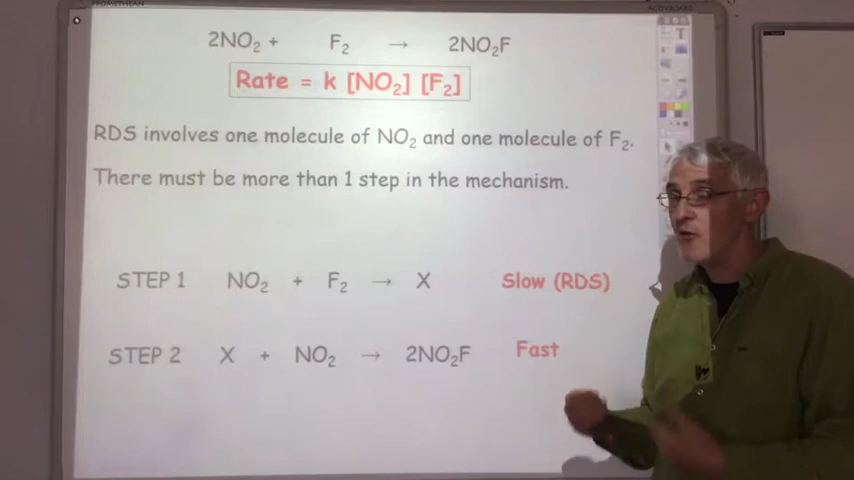 PROMETHEAN
ACTIVBOARD
2NO₂ + F₂ → 2NO₂F
Rate = k [NO₂] [F₂]
RDS involves one molecule of NO₂ and one molecule of F₂.
There must be more than 1 step in the mechanism.
STEP 1 NO₂ + F₂ → X Slow (RDS)
STEP 2 X + NO₂ → 2NO₂F Fast